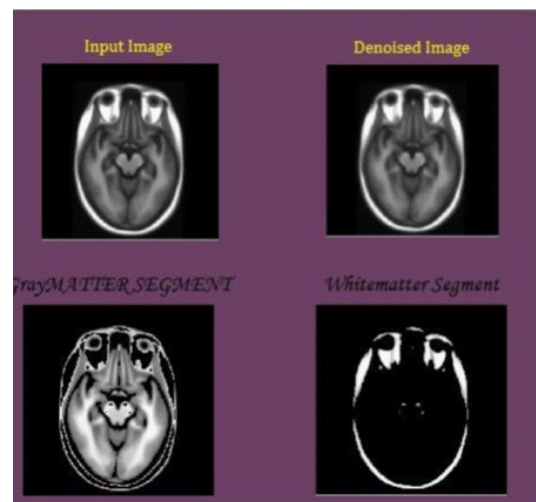 Input Image
Denoised Image
GrayMATTER SEGMENT
Whitematter Segment